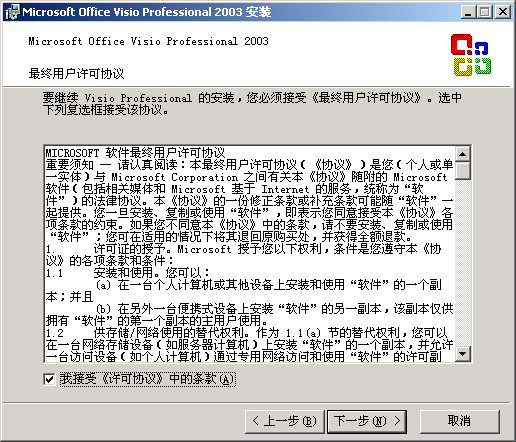 Microsoft Office Visio Professional 2003 安装
Microsoft Office Visio Professional 2003
最终用户许可协议
要继续 Visio Professional 的安装，您必须接受《最终用户许可协议》。选中
下列复选框接受该协议。
MICROSOFT 软件最终用户许可协议
重要须知 — 请认真阅读：本最终用户许可协议（《协议》）是您（个人或单
一实体）与 Microsoft Corporation 之间有关本《协议》随附的 Microsoft
软件（包括相关媒体和 Microsoft 基于 Internet 的服务，统称为“软
件”）的法律协议。本《协议》的一份修正条款或补充条款可能随“软件”一
起提供。您一旦安装、复制或使用“软件”，即表示您同意接受本《协议》各
项条款的约束。如果您不同意本《协议》中的条款，请不要安装、复制或使用
“软件”；您可在适用的情况下将其退回原购买处，并获得全额退款。
1. 许可证的授予。Microsoft 授予您以下权利，条件是您遵守本《协
议》的各项条款和条件：
1.1 安装和使用。您可以：
(a) 在一台个人计算机或其他设备上安装和使用“软件”的一个副
本；并且
(b) 在另外一台便携式设备上安装“软件”的另一副本，该副本仅供
拥有“软件”的第一个副本的主用户使用。
1.2 供存储/网络使用的替代权利。作为 1.1(a) 节的替代权利，您可以
在一台网络存储设备（如服务器计算机）上安装“软件”的一个副本，并允许
一台访问设备（如个人计算机）通过专用网络访问和使用“软件”的许可副
我接受《许可协议》中的条款(A)
< 上一步(B)
下一步(N) >
取消